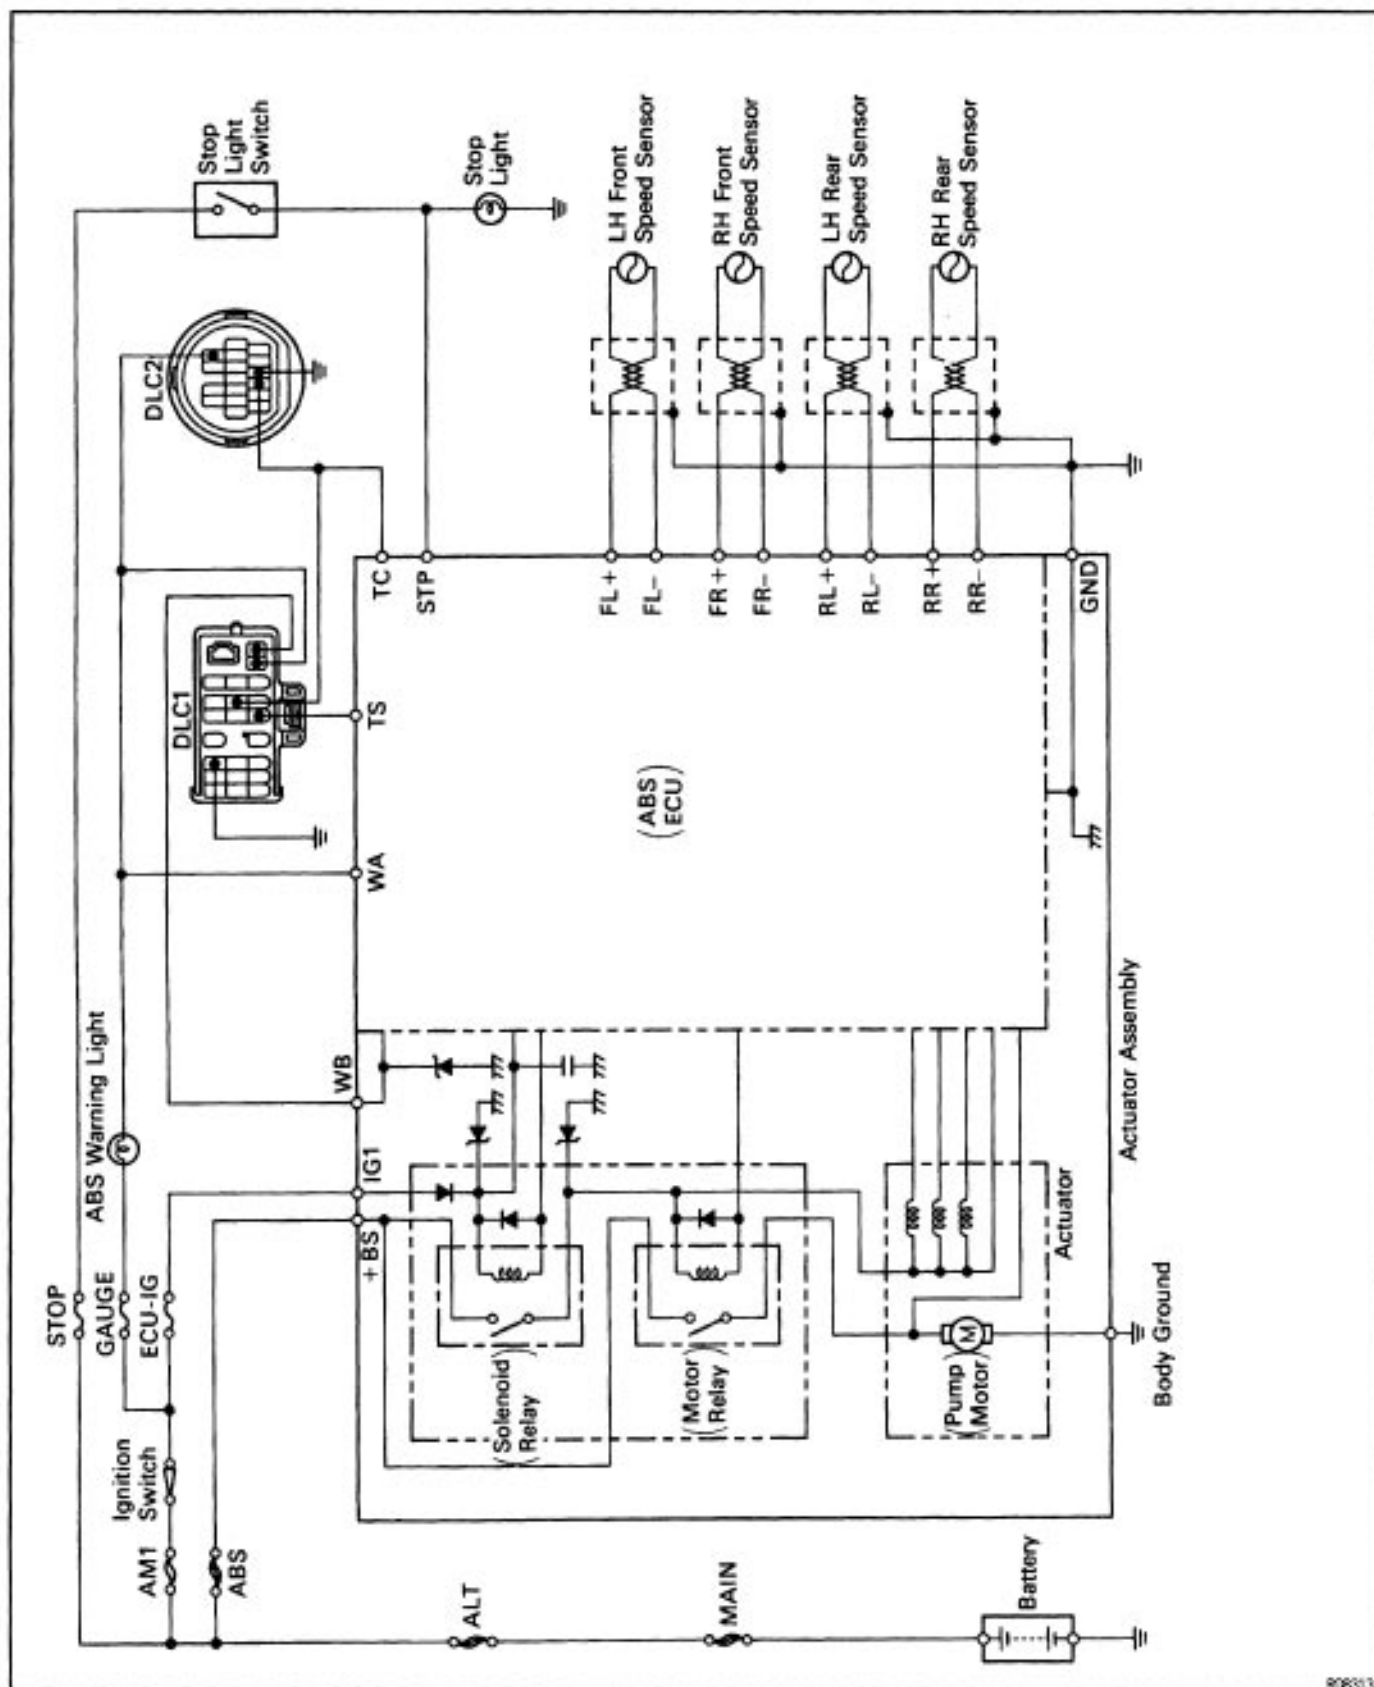 Stop
Light
Switch
Stop
Light
LH Front
Speed Sensor
RH Front
Speed Sensor
LH Rear
Speed Sensor
RH Rear
Speed Sensor
DLC2
DLC1
TC
STP
FL+
FL−
FR+
FR−
RL+
RL−
RR+
RR−
GND
TS
WA
(ABS
ECU)
ABS Warning Light
WB
IG1
+BS
STOP
GAUGE
ECU-IG
Ignition
Switch
AM1
ABS
(Solenoid
Relay)
(Motor
Relay)
(Pump
Motor)
M
Actuator
Actuator Assembly
Body Ground
ALT
MAIN
Battery